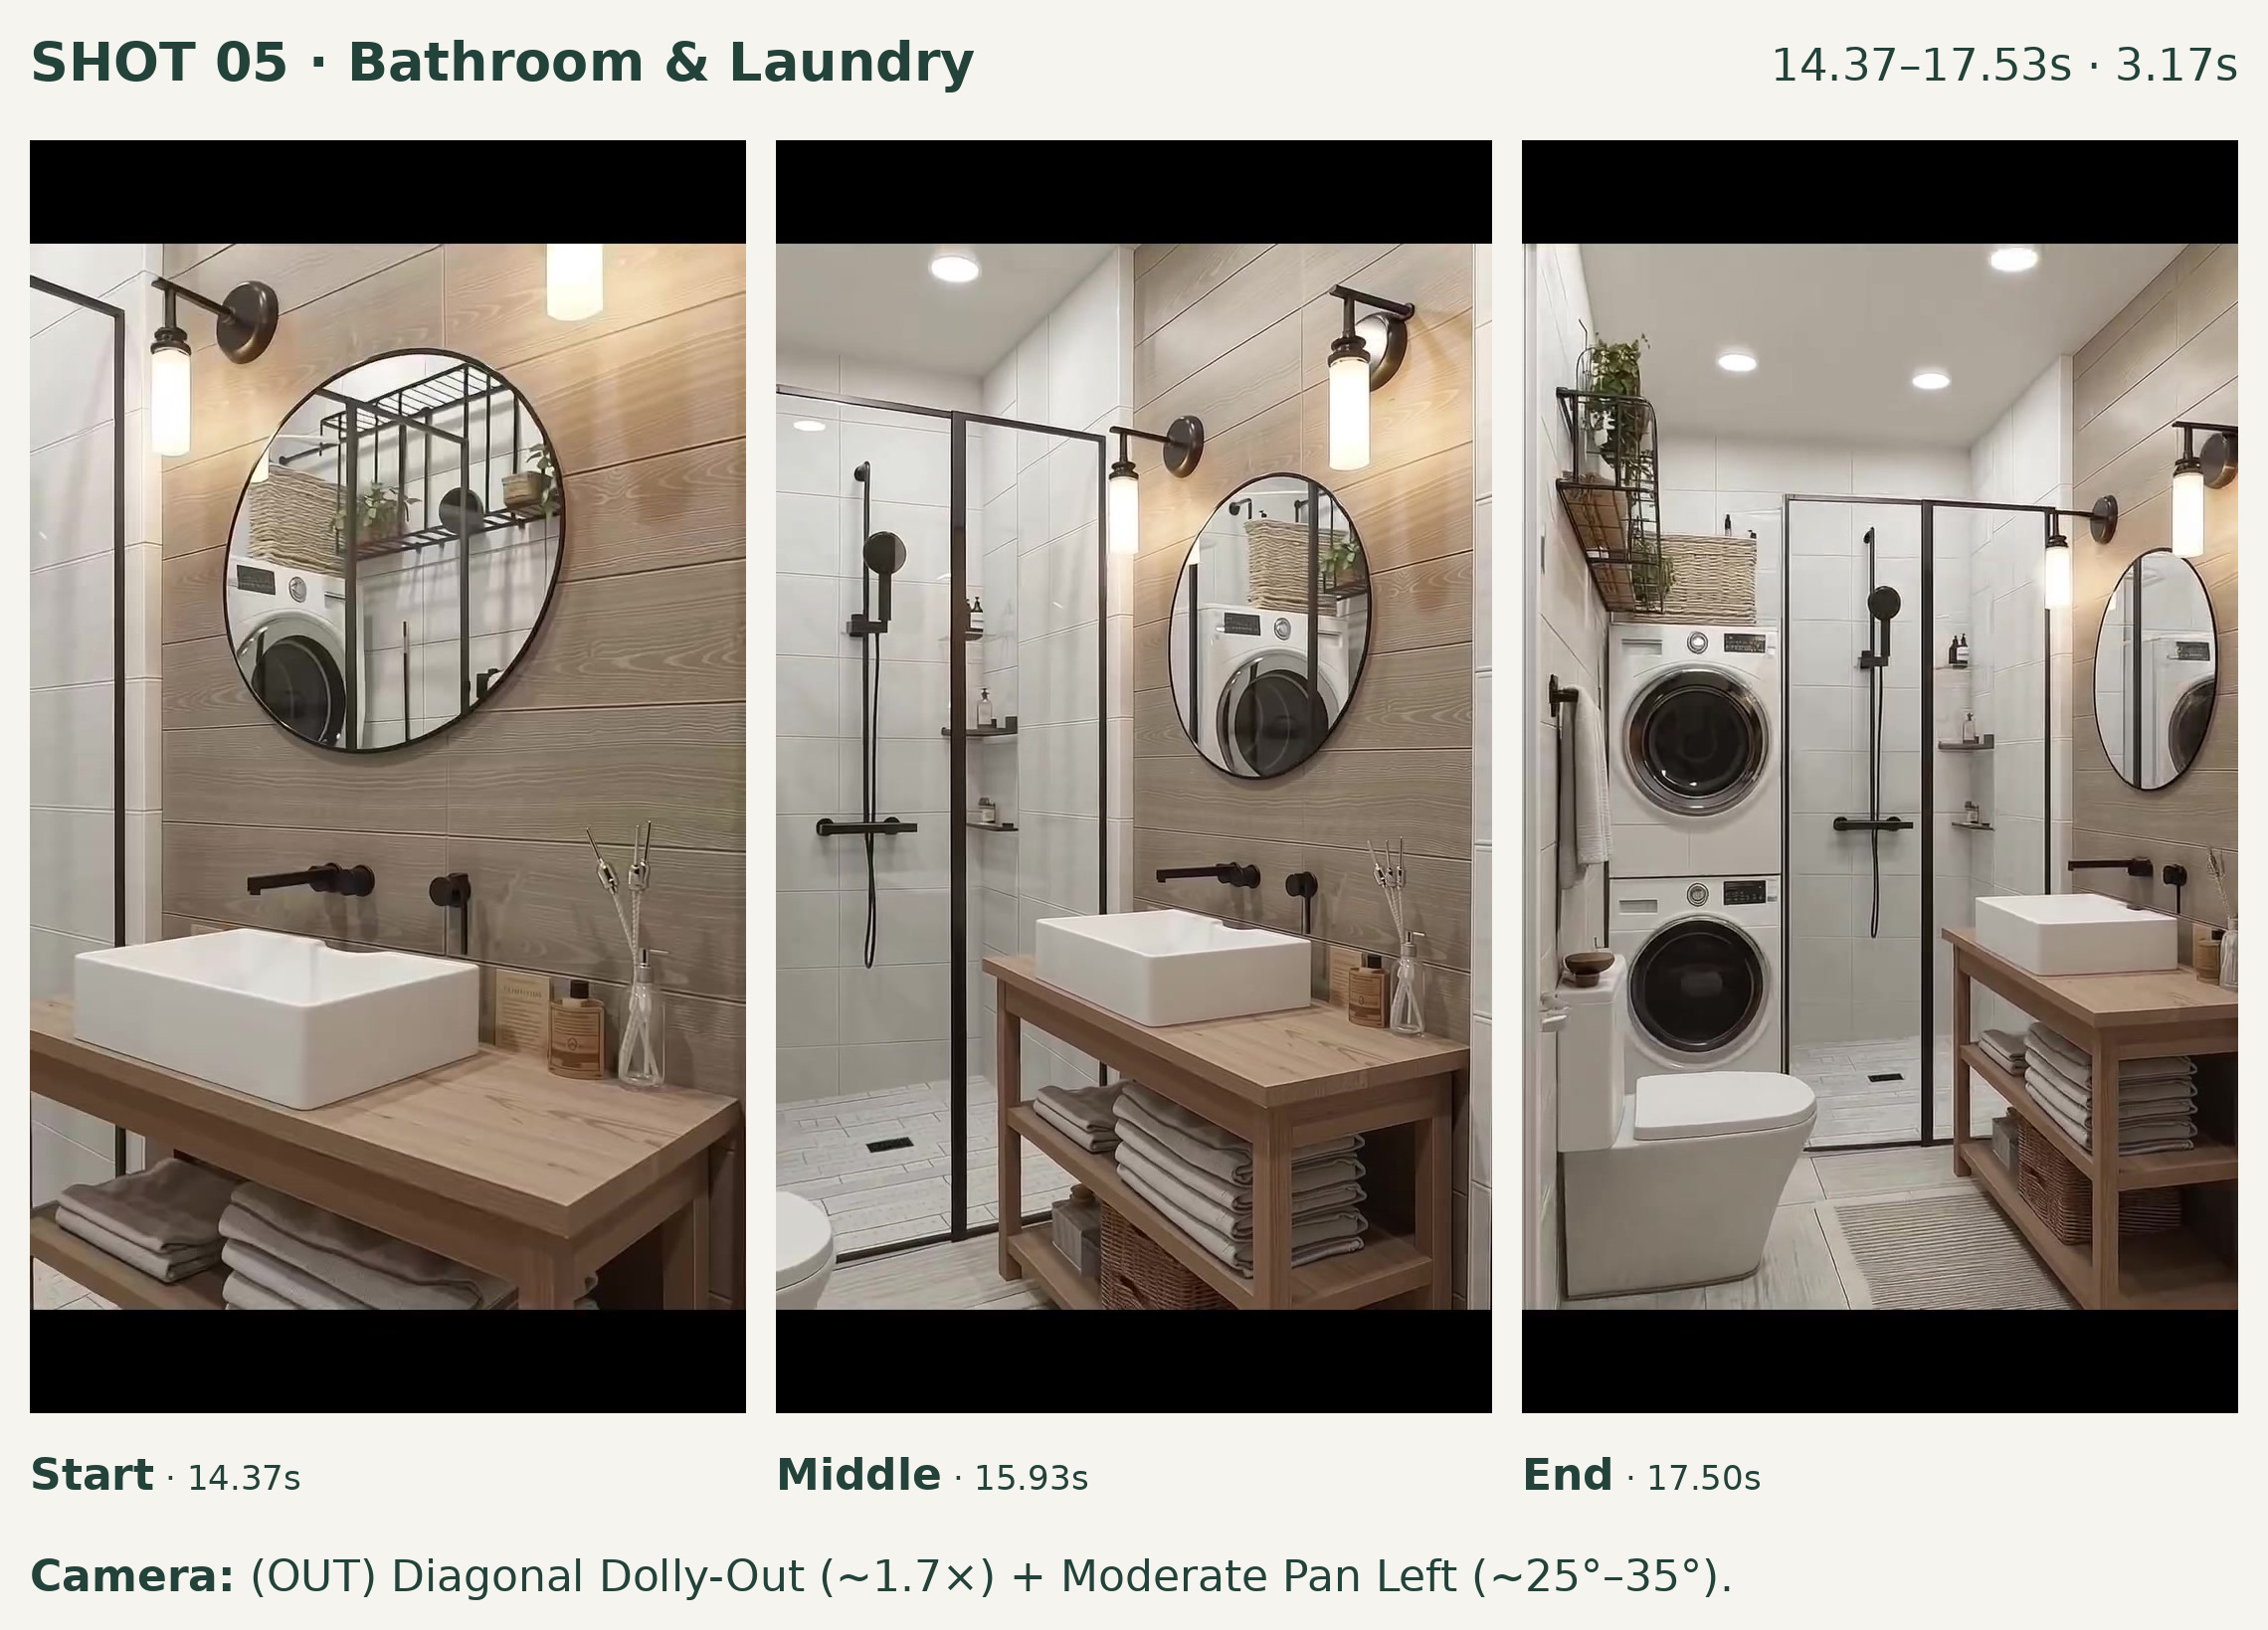 SHOT 05 · Bathroom & Laundry
14.37–17.53s · 3.17s
Start · 14.37s
Middle · 15.93s
End · 17.50s
Camera: (OUT) Diagonal Dolly-Out (~1.7×) + Moderate Pan Left (~25°–35°).